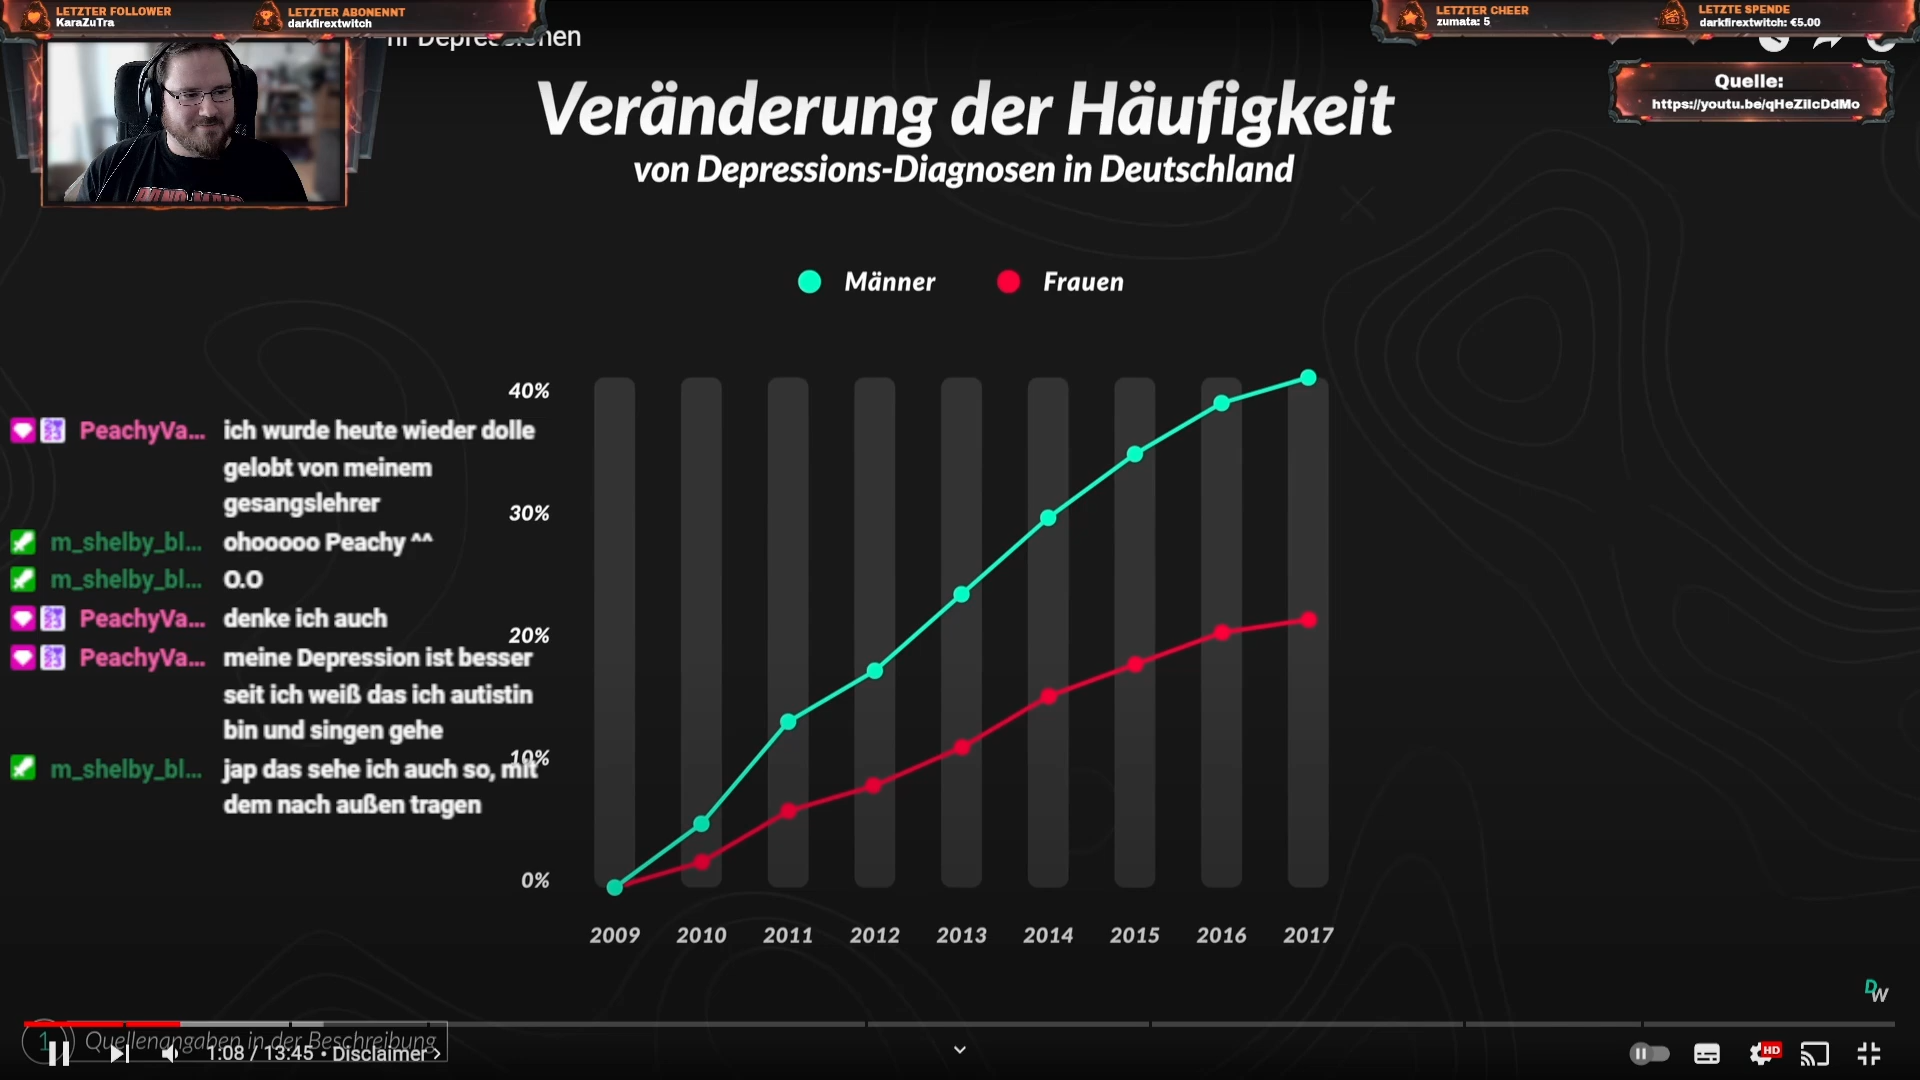 LETZTER FOLLOWER
KaraZuTra
LETZTER ABONENNT
darkfirextwitch
LETZTER CHEER
zumata: 5
LETZTE SPENDE
darkfirextwitch: €5.00
Quelle:
https://youtu.be/qHeZiIcDdMo
Veränderung der Häufigkeit
von Depressions-Diagnosen in Deutschland
Männer
Frauen
40%
30%
20%
10%
0%
PeachyVa... ich wurde heute wieder dolle
gelobt von meinem
gesangslehrer
m_shelby_bl... ohooooo Peachy ^^
m_shelby_bl... O.O
PeachyVa... denke ich auch
PeachyVa... meine Depression ist besser
seit ich weiß das ich autistin
bin und singen gehe
m_shelby_bl... jap das sehe ich auch so, mit
dem nach außen tragen
2009 2010 2011 2012 2013 2014 2015 2016 2017
DW
1 Quellenangaben in der Beschreibung
1:08 / 13:45 • Disclaimer
HD